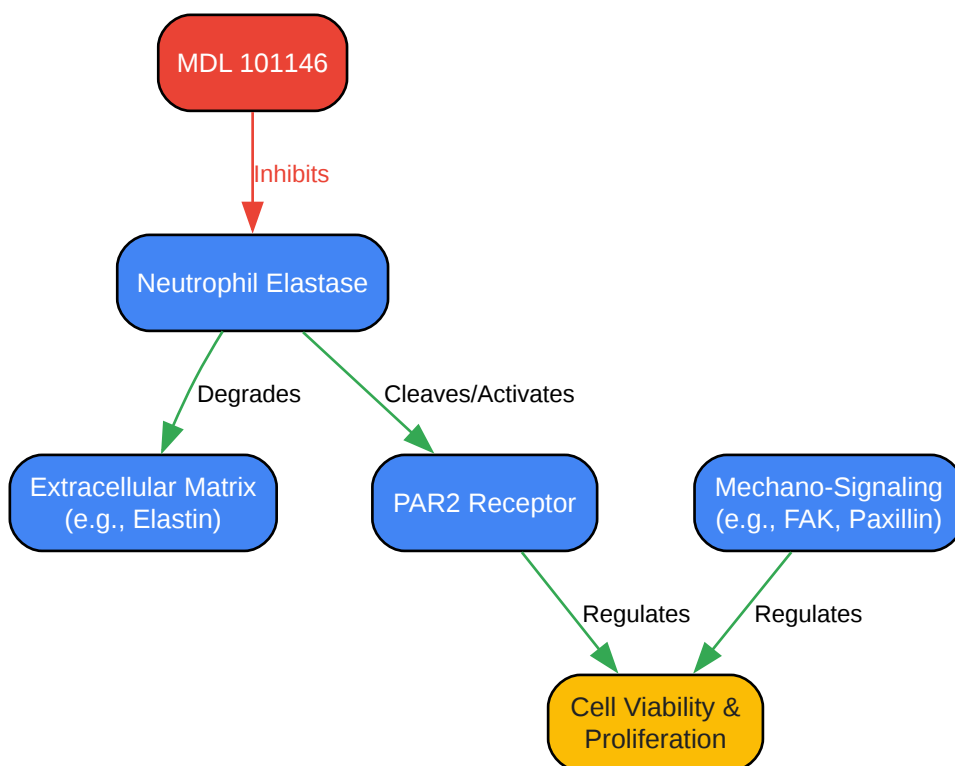 MDL 101146
Inhibits
Neutrophil Elastase
Degrades
Cleaves/Activates
Extracellular Matrix
(e.g., Elastin)
PAR2 Receptor
Mechano-Signaling
(e.g., FAK, Paxillin)
Regulates
Regulates
Cell Viability &
Proliferation